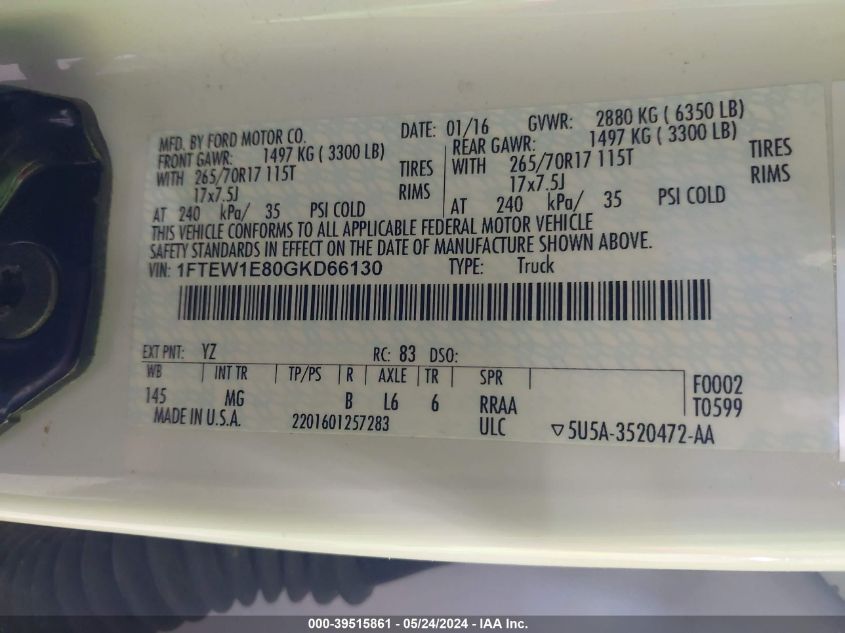 MFD. BY FORD MOTOR CO. DATE: 01/16 GVWR: 2880 KG ( 6350 LB)
FRONT GAWR: 1497 KG ( 3300 LB) REAR GAWR: 1497 KG ( 3300 LB)
WITH 265/70R17 115T TIRES WITH 265/70R17 115T TIRES
17x7.5J RIMS 17x7.5J RIMS
AT 240 kPa/ 35 PSI COLD AT 240 kPa/ 35 PSI COLD
THIS VEHICLE CONFORMS TO ALL APPLICABLE FEDERAL MOTOR VEHICLE
SAFETY STANDARDS IN EFFECT ON THE DATE OF MANUFACTURE SHOWN ABOVE.
VIN: 1FTEW1E80GKD66130 TYPE: Truck
EXT PNT: YZ RC: 83 DSO:
WB INT TR TP/PS R AXLE TR SPR F0002
145 MG B L6 6 RRAA T0599
MADE IN U.S.A. 2201601257283 ULC ▽5U5A-3520472-AA
000-39515861 - 05/24/2024 - IAA Inc.